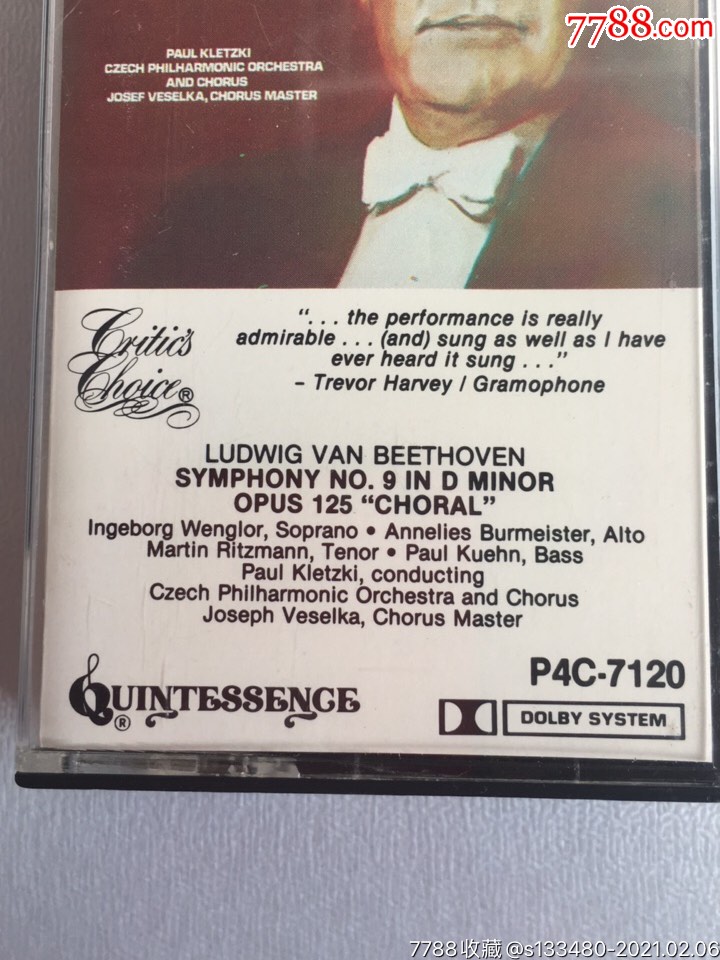 7788.com
PAUL KLETZKI
CZECH PHILHARMONIC ORCHESTRA
AND CHORUS
JOSEF VESELKA, CHORUS MASTER
Critic's
Choice®
“. . . the performance is really
admirable . . . (and) sung as well as I have
ever heard it sung . . .”
– Trevor Harvey / Gramophone
LUDWIG VAN BEETHOVEN
SYMPHONY NO. 9 IN D MINOR
OPUS 125 “CHORAL”
Ingeborg Wenglor, Soprano • Annelies Burmeister, Alto
Martin Ritzmann, Tenor • Paul Kuehn, Bass
Paul Kletzki, conducting
Czech Philharmonic Orchestra and Chorus
Joseph Veselka, Chorus Master
QUINTESSENCE
®
P4C-7120
DOLBY SYSTEM
7788收藏@s133480-2021.02.06